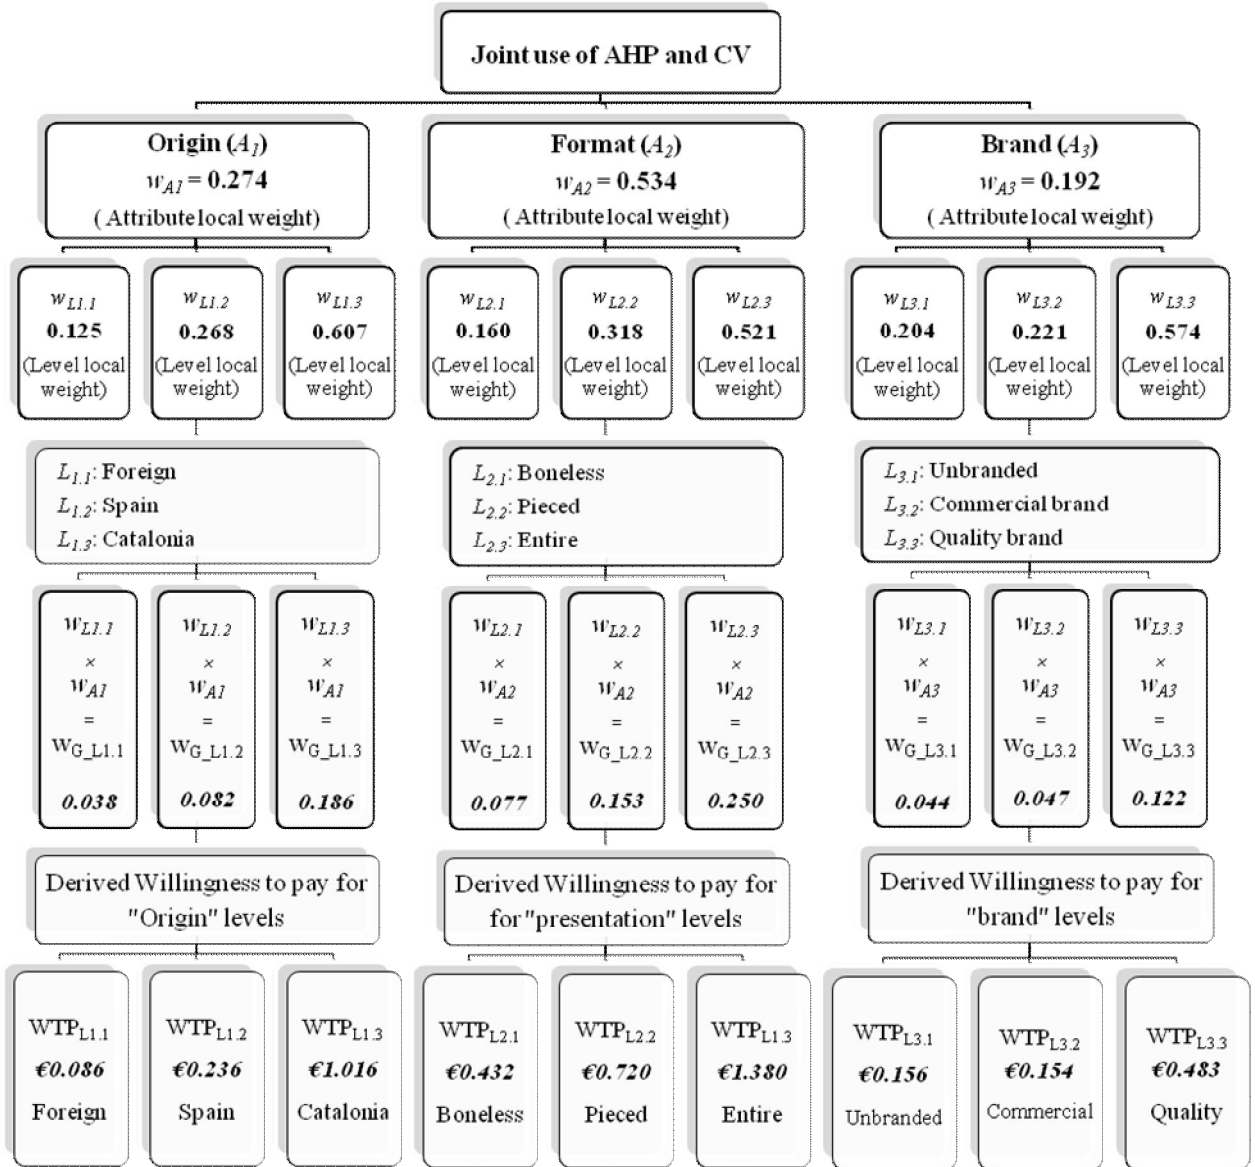 Joint use of AHP and CV
Origin (A1)
wA1 = 0.274
( Attribute local weight)
Format (A2)
wA2 = 0.534
( Attribute local weight)
Brand (A3)
wA3 = 0.192
( Attribute local weight)
wL1.1
0.125
(Level local
weight)
wL1.2
0.268
(Level local
weight)
wL1.3
0.607
(Level local
weight)
wL2.1
0.160
(Level local
weight)
wL2.2
0.318
(Level local
weight)
wL2.3
0.521
(Level local
weight)
wL3.1
0.204
(Level local
weight)
wL3.2
0.221
(Level local
weight)
wL3.3
0.574
(Level local
weight)
L1.1: Foreign
L1.2: Spain
L1.3: Catalonia
L2.1: Boneless
L2.2: Pieced
L2.3: Entire
L3.1: Unbranded
L3.2: Commercial brand
L3.3: Quality brand
wL1.1
×
wA1
=
WG_L1.1
0.038
wL1.2
×
wA1
=
WG_L1.2
0.082
wL1.3
×
wA1
=
WG_L1.3
0.186
wL2.1
×
wA2
=
WG_L2.1
0.077
wL2.2
×
wA2
=
WG_L2.2
0.153
wL2.3
×
wA2
=
WG_L2.3
0.250
wL3.1
×
wA3
=
WG_L3.1
0.044
wL3.2
×
wA3
=
WG_L3.2
0.047
wL3.3
×
wA3
=
WG_L3.3
0.122
Derived Willingness to pay for
"Origin" levels
Derived Willingness to pay for
for "presentation" levels
Derived Willingness to pay for
"brand" levels
WTPL1.1
€0.086
Foreign
WTPL1.2
€0.236
Spain
WTPL1.3
€1.016
Catalonia
WTPL2.1
€0.432
Boneless
WTPL2.2
€0.720
Pieced
WTPL1.3
€1.380
Entire
WTPL3.1
€0.156
Unbranded
WTPL3.2
€0.154
Commercial
WTPL3.3
€0.483
Quality